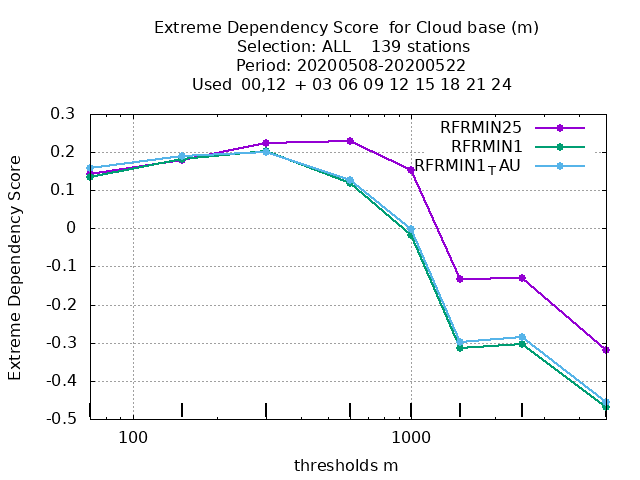 Extreme Dependency Score  for Cloud base (m)
Selection: ALL    139 stations
Period: 20200508-20200522
Used  00,12  + 03 06 09 12 15 18 21 24
0.3
0.2
0.1
0
-0.1
-0.2
-0.3
-0.4
-0.5
Extreme Dependency Score
RFRMIN25
RFRMIN1
RFRMIN1TAU
100
1000
thresholds m